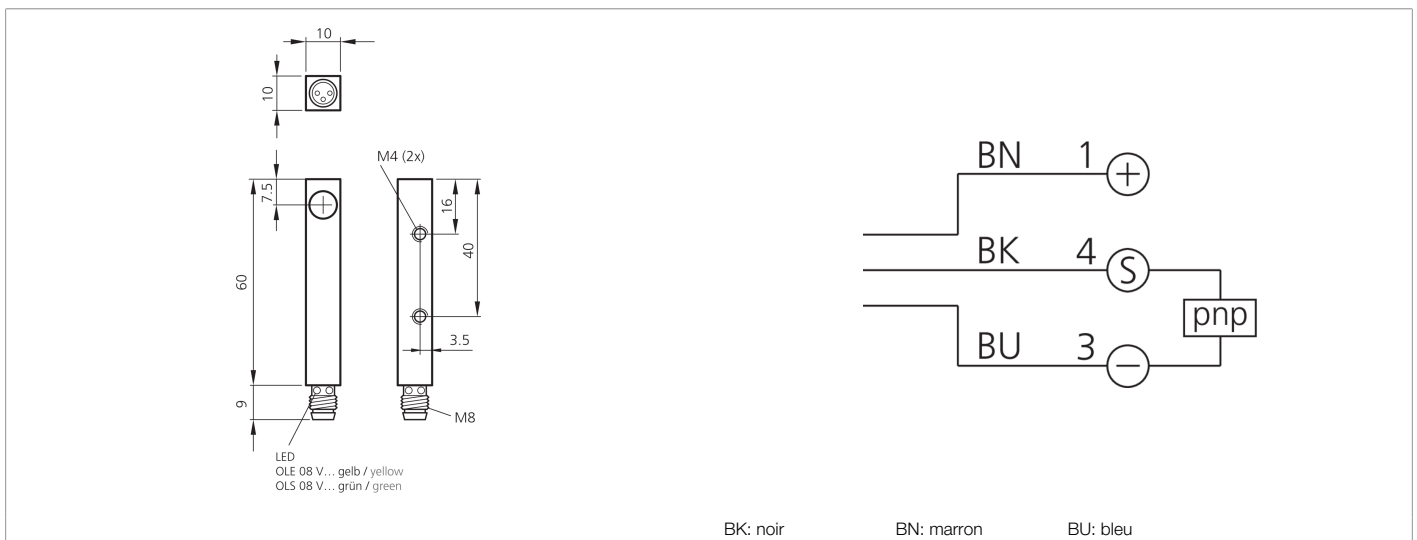 10
10
M4 (2x)
7.5
16
40
60
3.5
9
M8
LED
OLE 08 V... gelb / yellow
OLS 08 V... grün / green
BN 1 +
BK 4 S
pnp
BU 3 −
BK: noir BN: marron BU: bleu